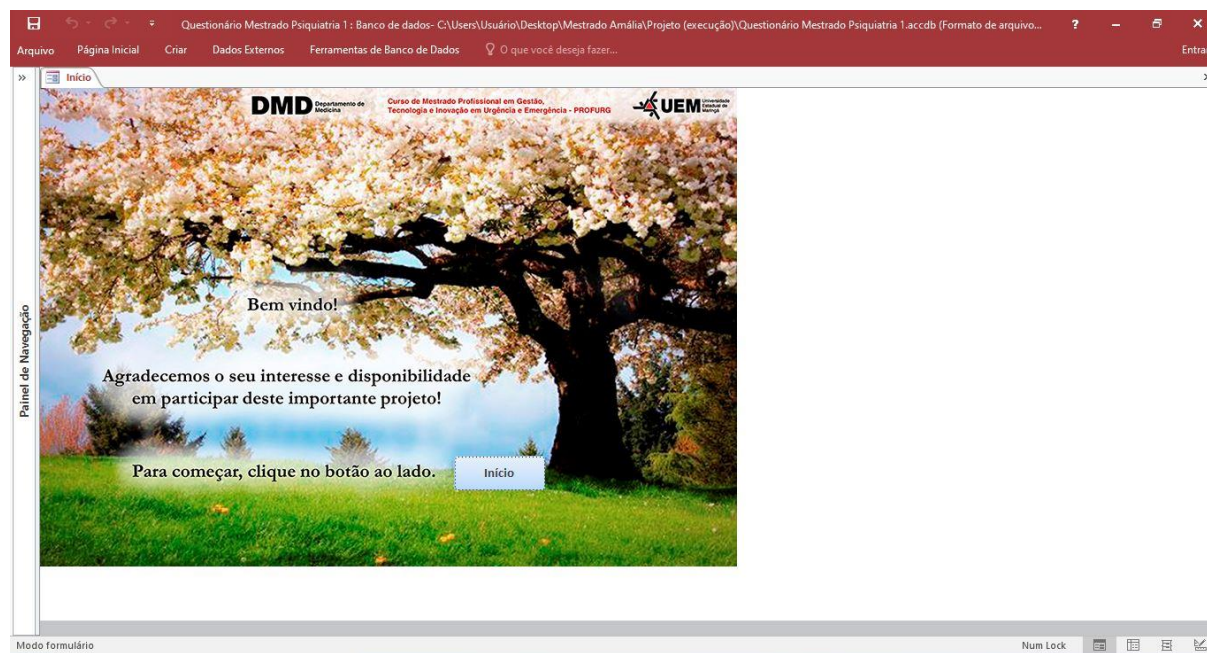 Questionário Mestrado Psiquiatria 1 : Banco de dados- C:\Users\Usuário\Desktop\Mestrado Amália\Projeto (execução)\Questionário Mestrado Psiquiatria 1.accdb (Formato de arquivo... ?
Arquivo Página Inicial Criar Dados Externos Ferramentas de Banco de Dados O que você deseja fazer... Entrar
» Início
DMD Departamento de Medicina
Curso de Mestrado Profissional em Gestão,
Tecnologia e Inovação em Urgência e Emergência - PROFURG
UEM Universidade Estadual de Maringá
Painel de Navegação
Bem vindo!
Agradecemos o seu interesse e disponibilidade
em participar deste importante projeto!
Para começar, clique no botão ao lado. Início
Modo formulário Num Lock